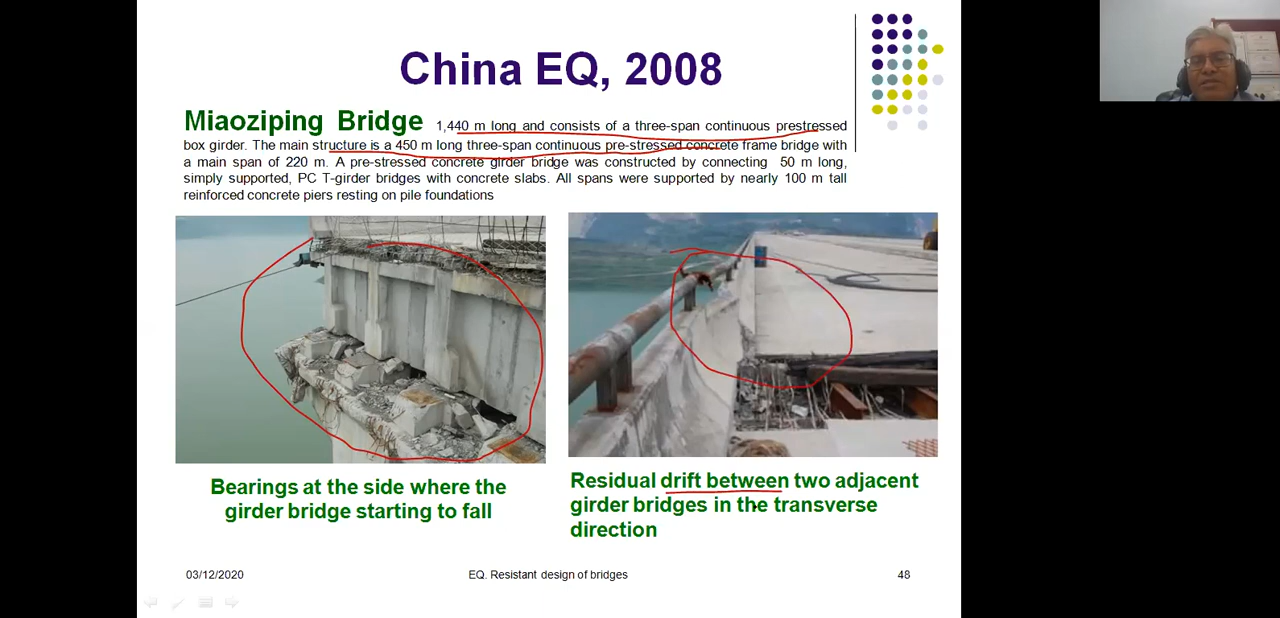 China EQ, 2008
Miaoziping Bridge 1,440 m long and consists of a three-span continuous prestressed
box girder. The main structure is a 450 m long three-span continuous pre-stressed concrete frame bridge with
a main span of 220 m. A pre-stressed concrete girder bridge was constructed by connecting 50 m long,
simply supported, PC T-girder bridges with concrete slabs. All spans were supported by nearly 100 m tall
reinforced concrete piers resting on pile foundations
Bearings at the side where the
girder bridge starting to fall
Residual drift between two adjacent
girder bridges in the transverse
direction
03/12/2020
EQ. Resistant design of bridges
48